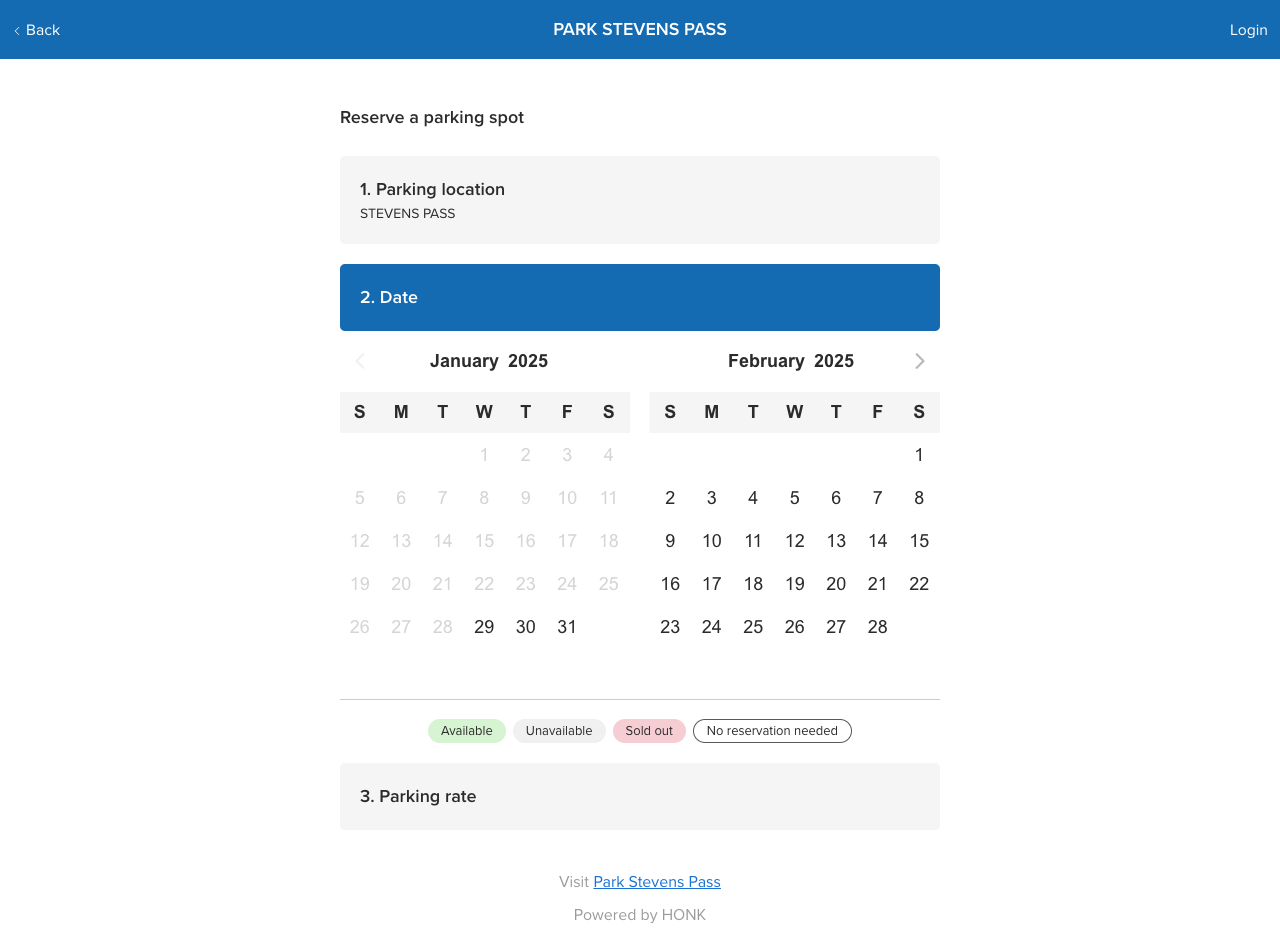 Back
PARK STEVENS PASS
Login
Reserve a parking spot
1. Parking location
STEVENS PASS
2. Date
January 2025
February 2025
S M T W T F S
S M T W T F S
1 2 3 4
1
5 6 7 8 9 10 11
2 3 4 5 6 7 8
12 13 14 15 16 17 18
9 10 11 12 13 14 15
19 20 21 22 23 24 25
16 17 18 19 20 21 22
26 27 28 29 30 31
23 24 25 26 27 28
Available
Unavailable
Sold out
No reservation needed
3. Parking rate
Visit Park Stevens Pass
Powered by HONK